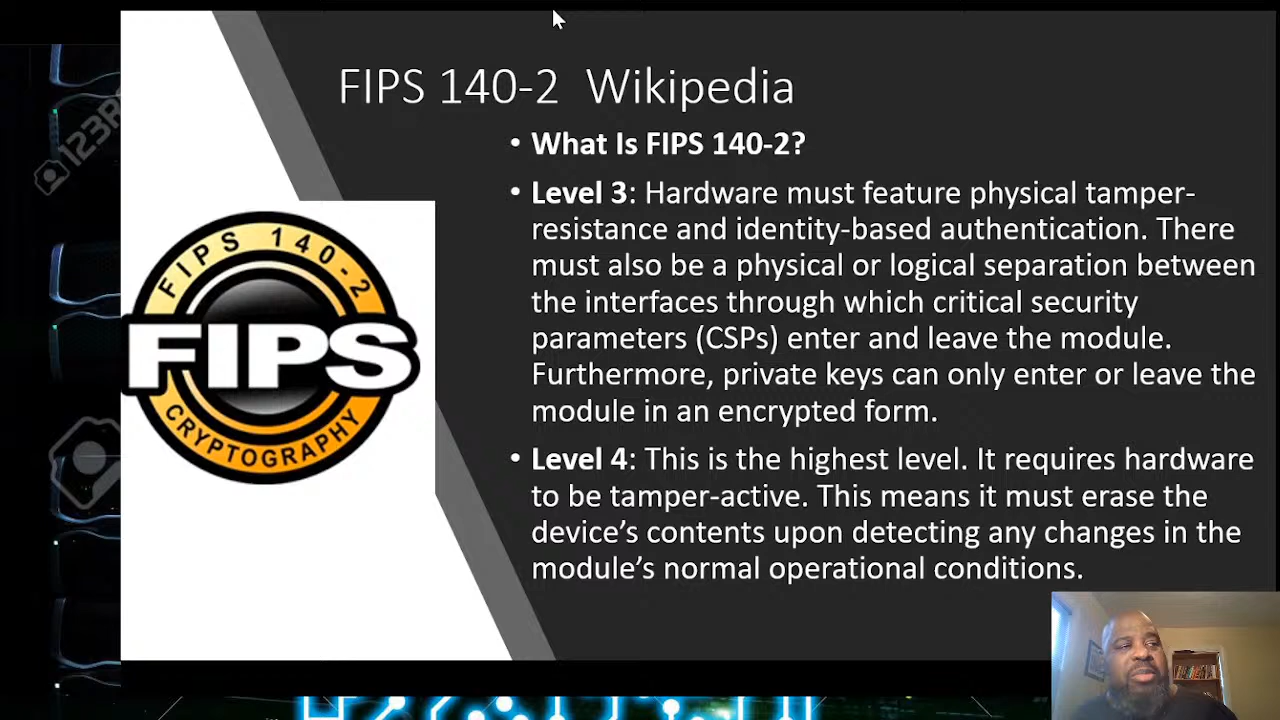 FIPS 140-2  Wikipedia
• What Is FIPS 140-2?
• Level 3: Hardware must feature physical tamper-
resistance and identity-based authentication. There
must also be a physical or logical separation between
the interfaces through which critical security
parameters (CSPs) enter and leave the module.
Furthermore, private keys can only enter or leave the
module in an encrypted form.
• Level 4: This is the highest level. It requires hardware
to be tamper-active. This means it must erase the
device’s contents upon detecting any changes in the
module’s normal operational conditions.
FIPS 140-2
FIPS
CRYPTOGRAPHY